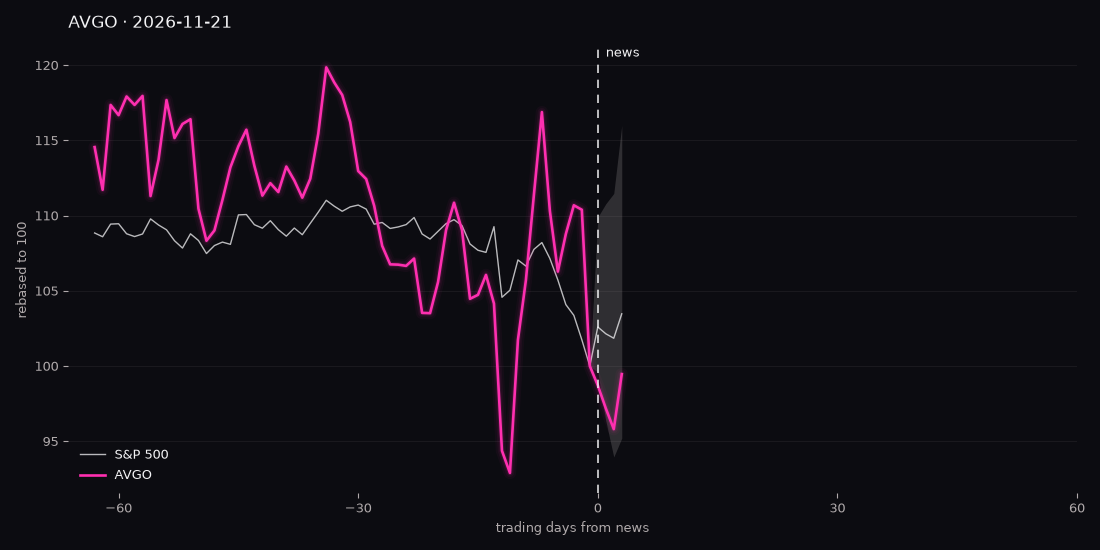 AVGO · 2026-11-21
news
120
115
110
105
100
95
rebased to 100
S&P 500
AVGO
−60
−30
0
30
60
trading days from news